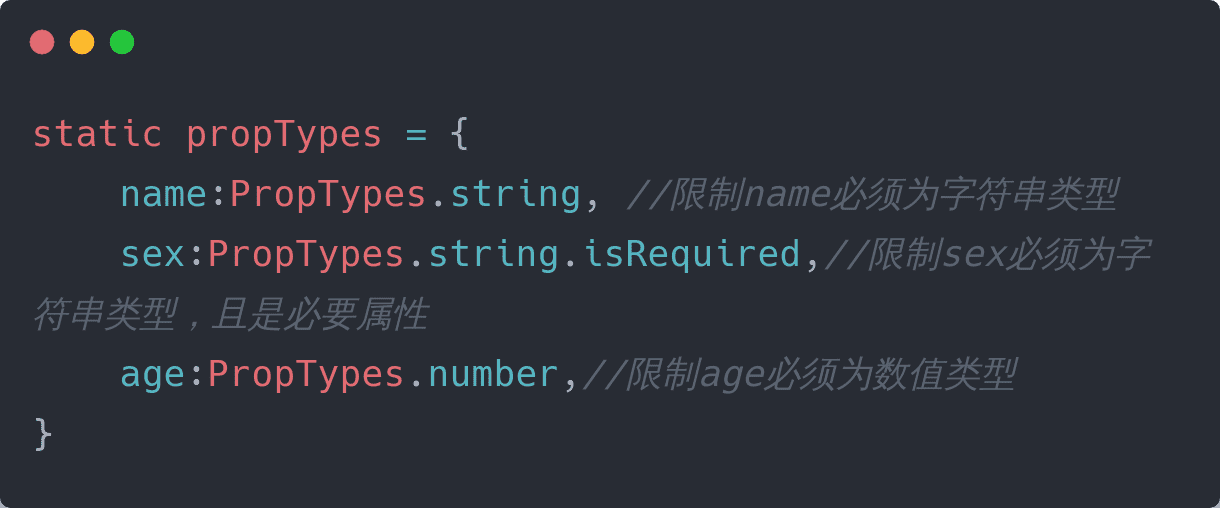 static propTypes = {
    name:PropTypes.string, //限制name必须为字符串类型
    sex:PropTypes.string.isRequired,//限制sex必须为字
符串类型，且是必要属性
    age:PropTypes.number,//限制age必须为数值类型
}